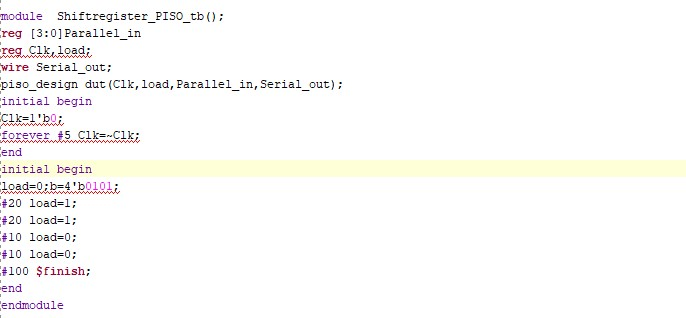 module  Shiftregister_PISO_tb();
reg [3:0]Parallel_in
reg Clk,load;
wire Serial_out;
piso_design dut(Clk,load,Parallel_in,Serial_out);
initial begin
Clk=1'b0;
forever #5 Clk=~Clk;
end
initial begin
load=0;b=4'b0101;
#20 load=1;
#20 load=1;
#10 load=0;
#10 load=0;
#100 $finish;
end
endmodule